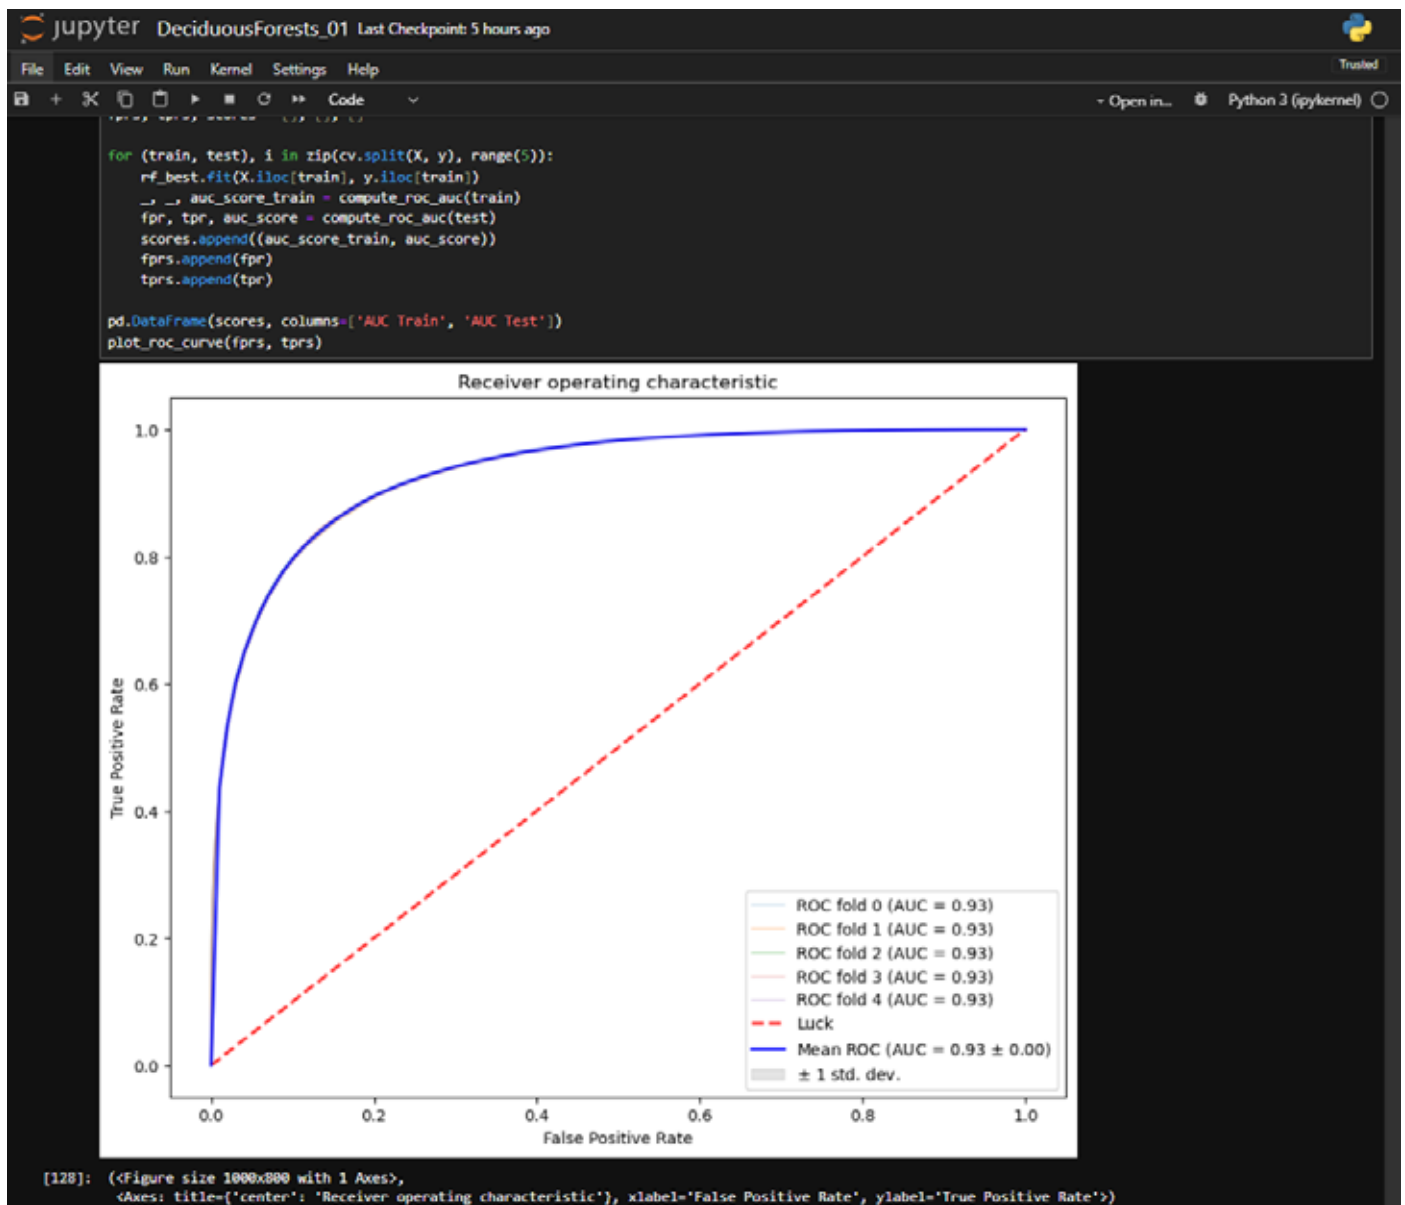 jupyter DeciduousForests_01 Last Checkpoint: 5 hours ago
File Edit View Run Kernel Settings Help Trusted
Code Open in... Python 3 (ipykernel)
fprs, tprs, scores = [], [], []
for (train, test), i in zip(cv.split(X, y), range(5)):
rf_best.fit(X.iloc[train], y.iloc[train])
_, _, auc_score_train = compute_roc_auc(train)
fpr, tpr, auc_score = compute_roc_auc(test)
scores.append((auc_score_train, auc_score))
fprs.append(fpr)
tprs.append(tpr)
pd.DataFrame(scores, columns=['AUC Train', 'AUC Test'])
plot_roc_curve(fprs, tprs)
Receiver operating characteristic
1.0
0.8
0.6
0.4
0.2
0.0
True Positive Rate
ROC fold 0 (AUC = 0.93)
ROC fold 1 (AUC = 0.93)
ROC fold 2 (AUC = 0.93)
ROC fold 3 (AUC = 0.93)
ROC fold 4 (AUC = 0.93)
Luck
Mean ROC (AUC = 0.93 ± 0.00)
± 1 std. dev.
0.0 0.2 0.4 0.6 0.8 1.0
False Positive Rate
[128]: (<Figure size 1000x800 with 1 Axes>,
<Axes: title={'center': 'Receiver operating characteristic'}, xlabel='False Positive Rate', ylabel='True Positive Rate'>)